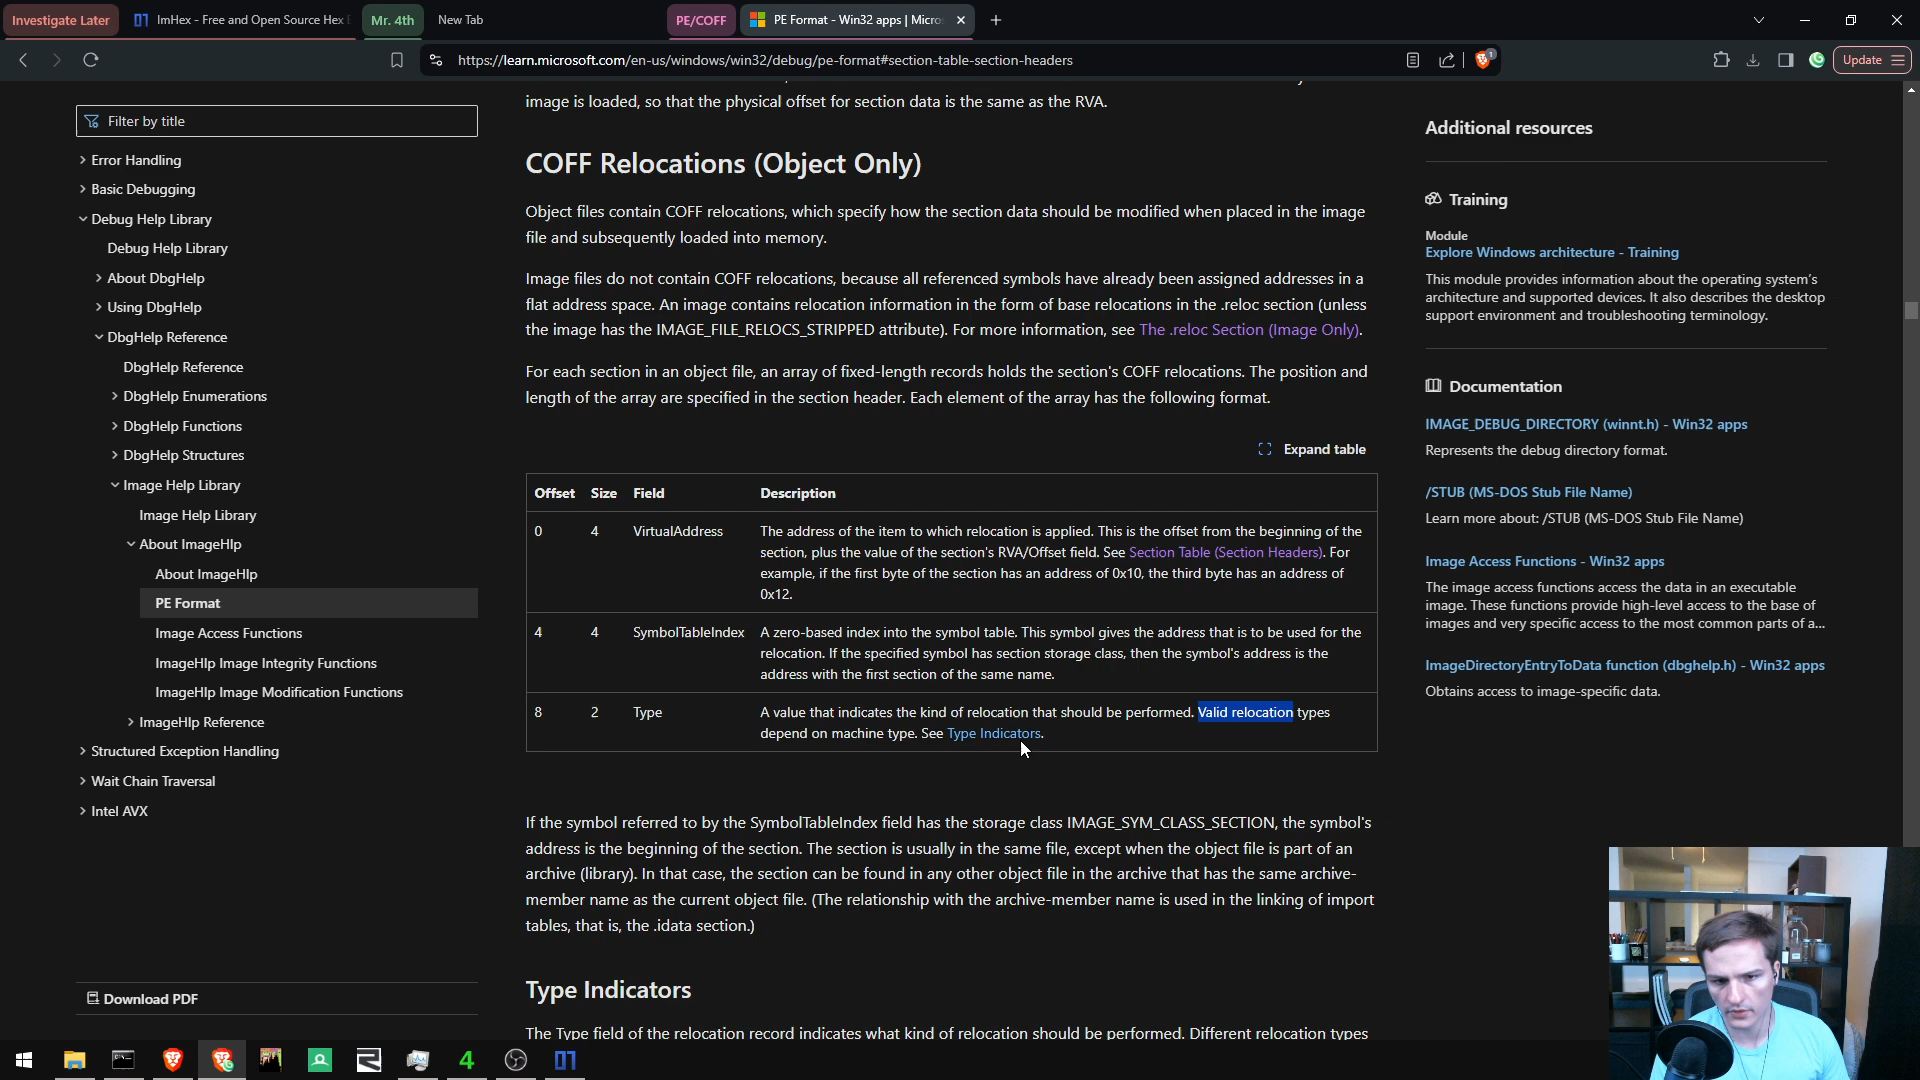 Investigate Later
ImHex - Free and Open Source Hex
Mr. 4th
New Tab
PE/COFF
PE Format - Win32 apps | Micro
https://learn.microsoft.com/en-us/windows/win32/debug/pe-format#section-table-section-headers
1
Update
Filter by title
Error Handling
Basic Debugging
Debug Help Library
Debug Help Library
About DbgHelp
Using DbgHelp
DbgHelp Reference
DbgHelp Reference
DbgHelp Enumerations
DbgHelp Functions
DbgHelp Structures
Image Help Library
Image Help Library
About ImageHlp
About ImageHlp
PE Format
Image Access Functions
ImageHlp Image Integrity Functions
ImageHlp Image Modification Functions
ImageHlp Reference
Structured Exception Handling
Wait Chain Traversal
Intel AVX
Download PDF
image is loaded, so that the physical offset for section data is the same as the RVA.
COFF Relocations (Object Only)
Object files contain COFF relocations, which specify how the section data should be modified when placed in the image
file and subsequently loaded into memory.
Image files do not contain COFF relocations, because all referenced symbols have already been assigned addresses in a
flat address space. An image contains relocation information in the form of base relocations in the .reloc section (unless
the image has the IMAGE_FILE_RELOCS_STRIPPED attribute). For more information, see The .reloc Section (Image Only).
For each section in an object file, an array of fixed-length records holds the section's COFF relocations. The position and
length of the array are specified in the section header. Each element of the array has the following format.
Expand table
Offset Size Field Description
0 4 VirtualAddress The address of the item to which relocation is applied. This is the offset from the beginning of the
section, plus the value of the section's RVA/Offset field. See Section Table (Section Headers). For
example, if the first byte of the section has an address of 0x10, the third byte has an address of
0x12.
4 4 SymbolTableIndex A zero-based index into the symbol table. This symbol gives the address that is to be used for the
relocation. If the specified symbol has section storage class, then the symbol's address is the
address with the first section of the same name.
8 2 Type A value that indicates the kind of relocation that should be performed. Valid relocation types
depend on machine type. See Type Indicators.
If the symbol referred to by the SymbolTableIndex field has the storage class IMAGE_SYM_CLASS_SECTION, the symbol's
address is the beginning of the section. The section is usually in the same file, except when the object file is part of an
archive (library). In that case, the section can be found in any other object file in the archive that has the same archive-
member name as the current object file. (The relationship with the archive-member name is used in the linking of import
tables, that is, the .idata section.)
Type Indicators
The Type field of the relocation record indicates what kind of relocation should be performed. Different relocation types
Additional resources
Training
Module
Explore Windows architecture - Training
This module provides information about the operating system's
architecture and supported devices. It also describes the desktop
support environment and troubleshooting terminology.
Documentation
IMAGE_DEBUG_DIRECTORY (winnt.h) - Win32 apps
Represents the debug directory format.
/STUB (MS-DOS Stub File Name)
Learn more about: /STUB (MS-DOS Stub File Name)
Image Access Functions - Win32 apps
The image access functions access the data in an executable
image. These functions provide high-level access to the base of
images and very specific access to the most common parts of a...
ImageDirectoryEntryToData function (dbghelp.h) - Win32 apps
Obtains access to image-specific data.
4